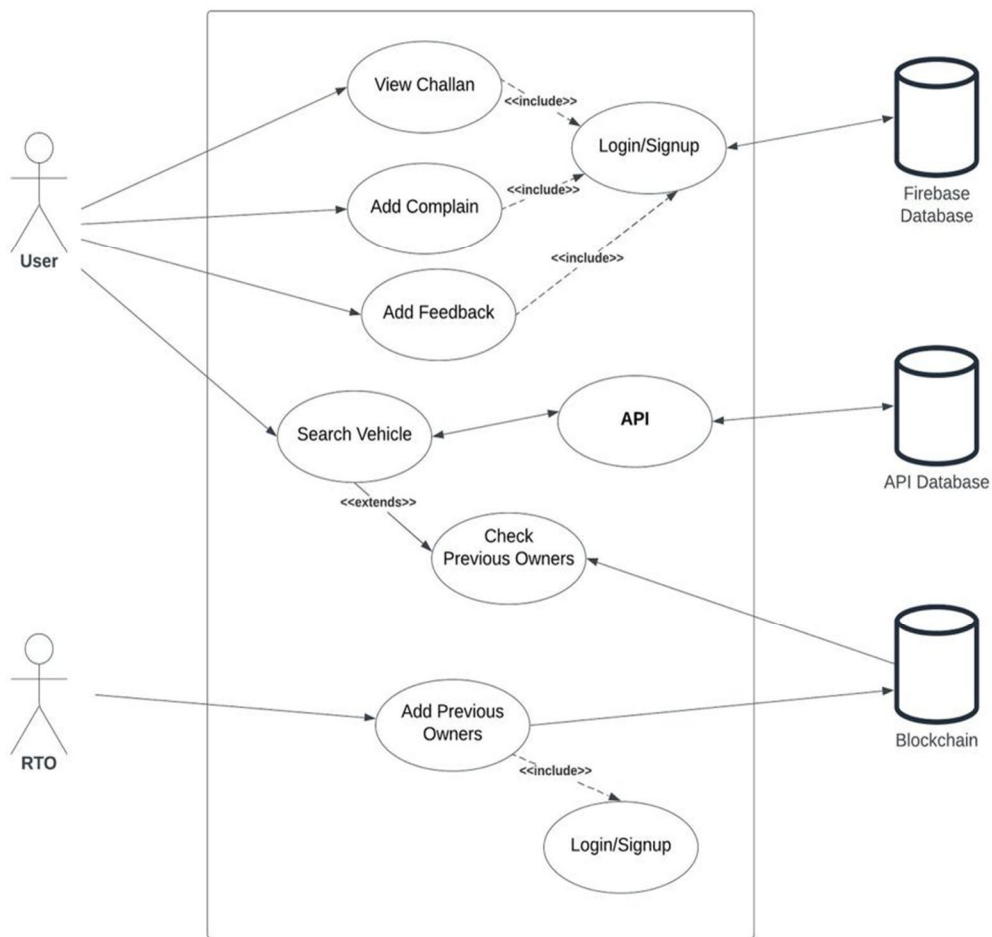 View Challan
<<include>>
Login/Signup
Firebase
Database
<<include>>
Add Complain
User
<<include>>
Add Feedback
Search Vehicle
API
API Database
<<extends>>
Check
Previous Owners
RTO
Add Previous
Owners
Blockchain
<<include>>
Login/Signup